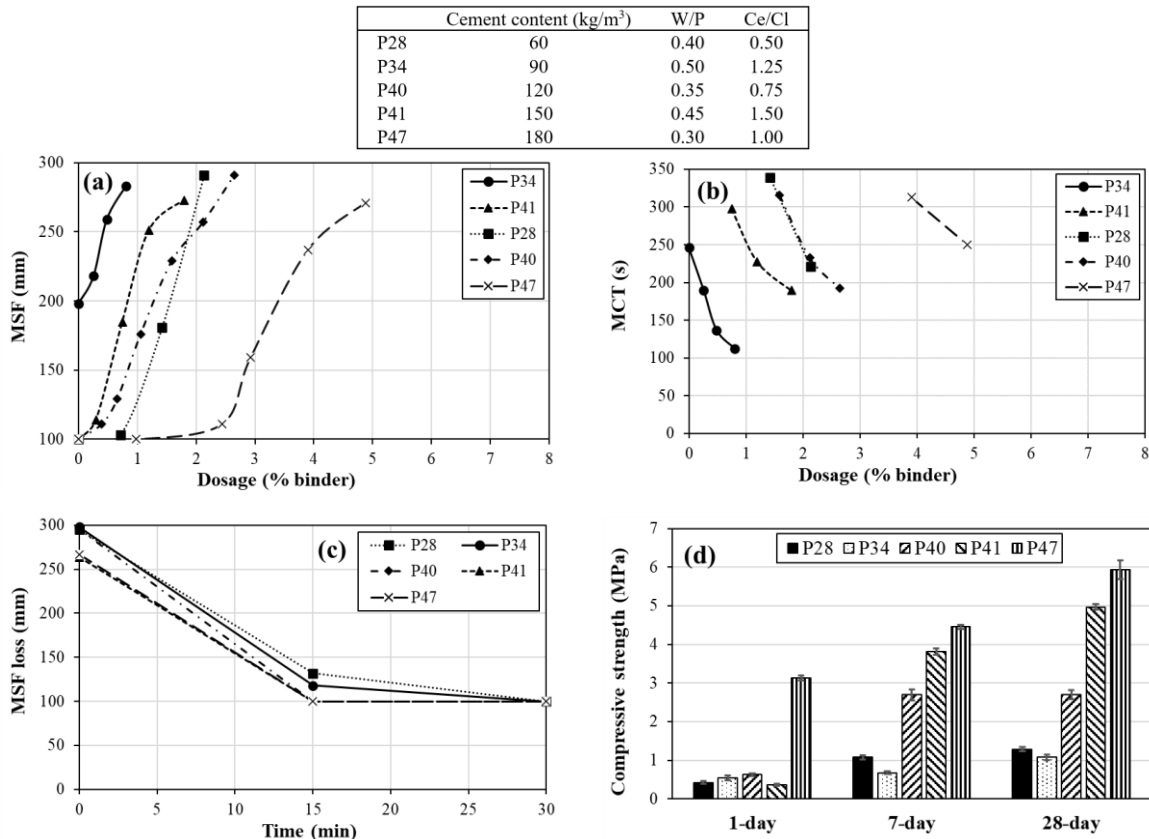 Cement content (kg/m³) W/P Ce/Cl
P28 60 0.40 0.50
P34 90 0.50 1.25
P40 120 0.35 0.75
P41 150 0.45 1.50
P47 180 0.30 1.00
(a)
MSF (mm)
300
250
200
150
100
0 1 2 3 4 5 6 7 8
Dosage (% binder)
P34
P41
P28
P40
P47
(b)
MCT (s)
350
300
250
200
150
100
50
0
0 1 2 3 4 5 6 7 8
Dosage (% binder)
P34
P41
P28
P40
P47
(c)
MSF loss (mm)
300
250
200
150
100
50
0
0 5 10 15 20 25 30
Time (min)
P28 P34
P40 P41
P47
(d)
Compressive strength (MPa)
7
6
5
4
3
2
1
0
P28 P34 P40 P41 P47
1-day 7-day 28-day